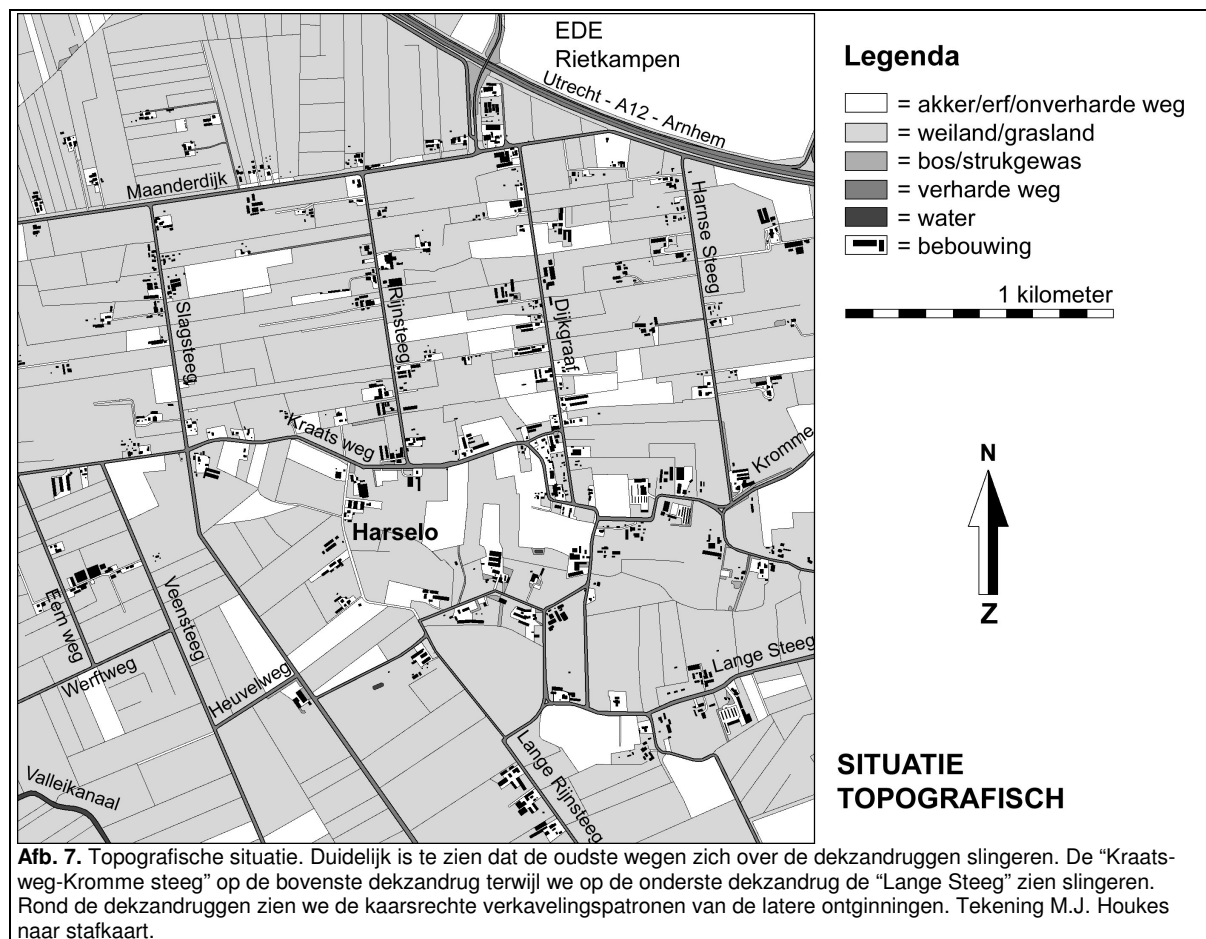 EDE
Rietkampen
Utrecht - A12 - Arnhem
Maanderdijk
Harnse Steeg
Slagsteeg
Rijnsteeg
Dijkgraaf
Kraats weg
Kromme
Harselo
Eem weg
Veensteeg
Werftweg
Heuvelweg
Lange Steeg
Lange Rijnsteeg
Valleikanaal
Legenda
= akker/erf/onverharde weg
= weiland/grasland
= bos/strukgewas
= verharde weg
= water
= bebouwing
1 kilometer
N
Z
SITUATIE
TOPOGRAFISCH
Afb. 7. Topografische situatie. Duidelijk is te zien dat de oudste wegen zich over de dekzandruggen slingeren. De “Kraats-
weg-Kromme steeg” op de bovenste dekzandrug terwijl we op de onderste dekzandrug de “Lange Steeg” zien slingeren.
Rond de dekzandruggen zien we de kaarsrechte verkavelingspatronen van de latere ontginningen. Tekening M.J. Houkes
naar stafkaart.